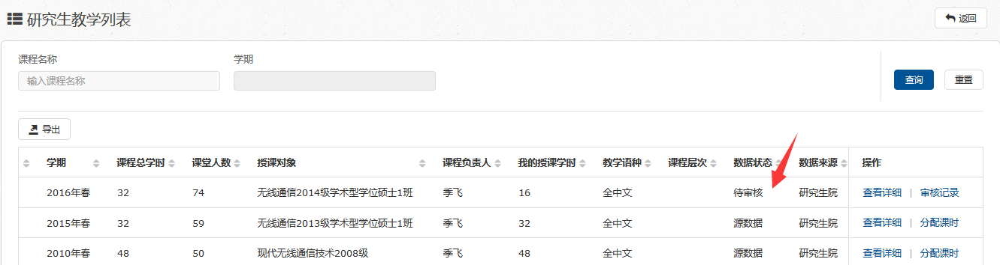 研究生教学列表
返回
课程名称
学期
输入课程名称
查询
重置
导出
学期 课程总学时 课堂人数 授课对象 课程负责人 我的授课学时 教学语种 课程层次 数据状态 数据来源 操作
2016年春 32 74 无线通信2014级学术型学位硕士1班 季飞 16 全中文 待审核 研究生院 查看详细 | 审核记录
2015年春 32 59 无线通信2013级学术型学位硕士1班 季飞 32 全中文 源数据 研究生院 查看详细 | 分配课时
2010年春 48 50 现代无线通信技术2008级 季飞 48 全中文 源数据 研究生院 查看详细 | 分配课时